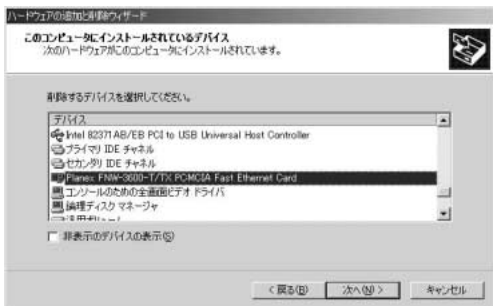 ハードウェアの追加と削除ウィザード
このコンピュータにインストールされているデバイス
次のハードウェアがこのコンピュータにインストールされています。
削除するデバイスを選択してください。
デバイス
Intel 82371AB/EB PCI to USB Universal Host Controller
プライマリ IDE チャネル
セカンダリ IDE チャネル
Planex FNW-3600-T/TX PCMCIA Fast Ethernet Card
コンソールのための全画面ビデオ ドライバ
論理ディスク マネージャ
汎用ボリューム
非表示のデバイスの表示(S)
< 戻る(B)
次へ(N) >
キャンセル